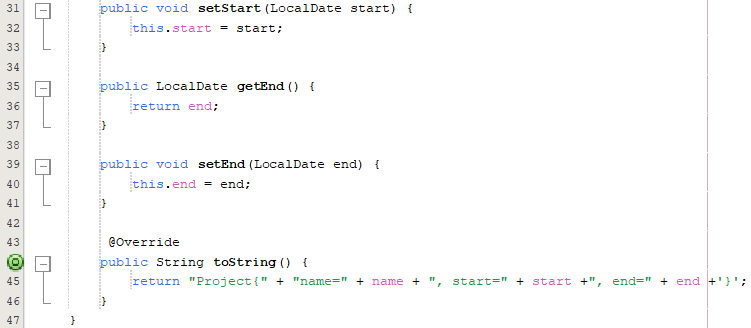 31 public void setStart(LocalDate start) {
32 this.start = start;
33 }
34
35 public LocalDate getEnd() {
36 return end;
37 }
38
39 public void setEnd(LocalDate end) {
40 this.end = end;
41 }
42
43 @Override
public String toString() {
45 return "Project{" + "name=" + name + ", start=" + start +", end=" + end +'}';
46 }
47 }